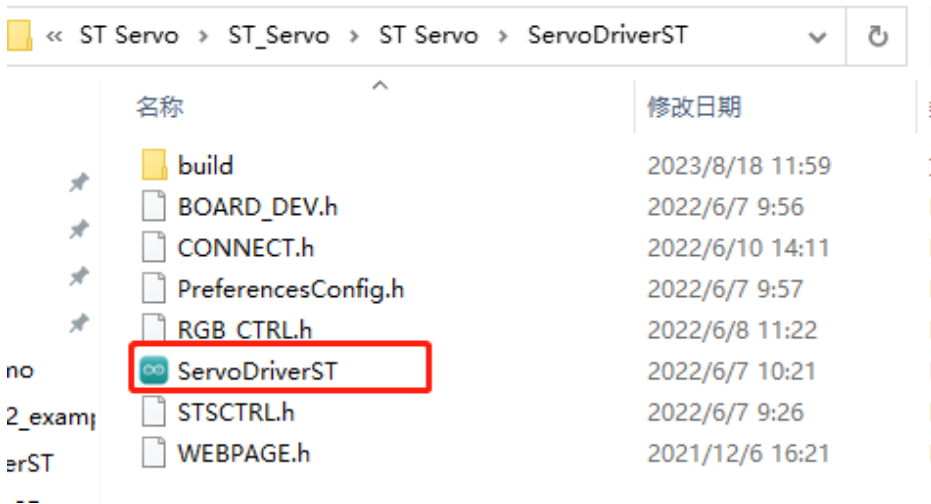 « ST Servo › ST_Servo › ST Servo › ServoDriverST
名称 修改日期
build 2023/8/18 11:59
BOARD_DEV.h 2022/6/7 9:56
CONNECT.h 2022/6/10 14:11
PreferencesConfig.h 2022/6/7 9:57
RGB_CTRL.h 2022/6/8 11:22
mo ServoDriverST 2022/6/7 10:21
2_examp STSCTRL.h 2022/6/7 9:26
erST WEBPAGE.h 2021/12/6 16:21